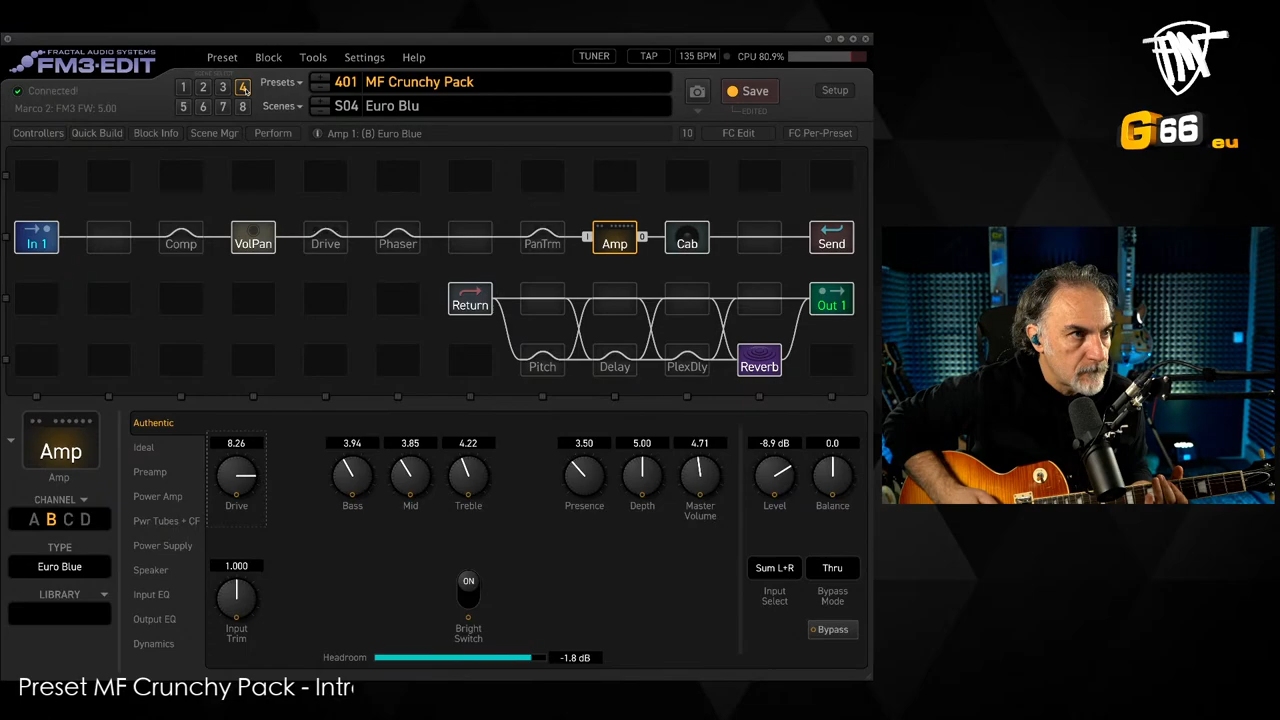 FRACTAL AUDIO SYSTEMS
FM3-EDIT
Preset Block Tools Settings Help
TUNER TAP 135 BPM CPU 80.9%
SCENE SELECT
1 2 3 4
5 6 7 8
Connected!
Marco 2: FM3 FW: 5.00
Presets 401 MF Crunchy Pack
Scenes S04 Euro Blu
Save
EDITED
Setup
Controllers Quick Build Block Info Scene Mgr Perform
Amp 1: (B) Euro Blue
10 FC Edit FC Per-Preset
In 1 Comp VolPan Drive Phaser PanTrm Amp Cab Send
Return Out 1
Pitch Delay PlexDly Reverb
Amp
Amp
CHANNEL
A B C D
TYPE
Euro Blue
LIBRARY
Authentic
Ideal
Preamp
Power Amp
Pwr Tubes + CF
Power Supply
Speaker
Input EQ
Output EQ
Dynamics
8.26 3.94 3.85 4.22 3.50 5.00 4.71 -8.9 dB 0.0
Drive Bass Mid Treble Presence Depth Master Volume Level Balance
1.000
Input Trim
ON
Bright Switch
Sum L+R Thru
Input Select Bypass Mode
Bypass
Headroom -1.8 dB
Preset MF Crunchy Pack - Intr
G66
eu